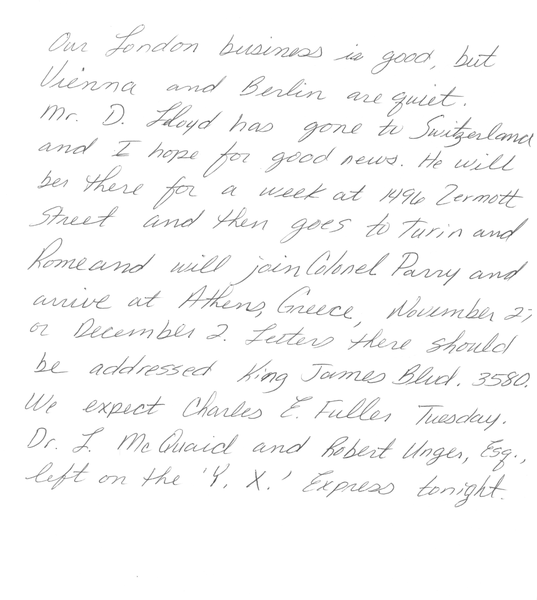 Our London business is good, but
Vienna and Berlin are quiet.
Mr. D. Lloyd has gone to Switzerland
and I hope for good news. He will
be there for a week at 1496 Zermott
street and then goes to Turin and
Rome and will join Colonel Parry and
arrive at Athens, Greece, November 27
or December 2. Letters there should
be addressed King James Blvd. 3580.
We expect Charles E. Fuller Tuesday.
Dr. L. McQuaid and Robert Unger, Esq.,
left on the 'Y. X.' Express tonight.